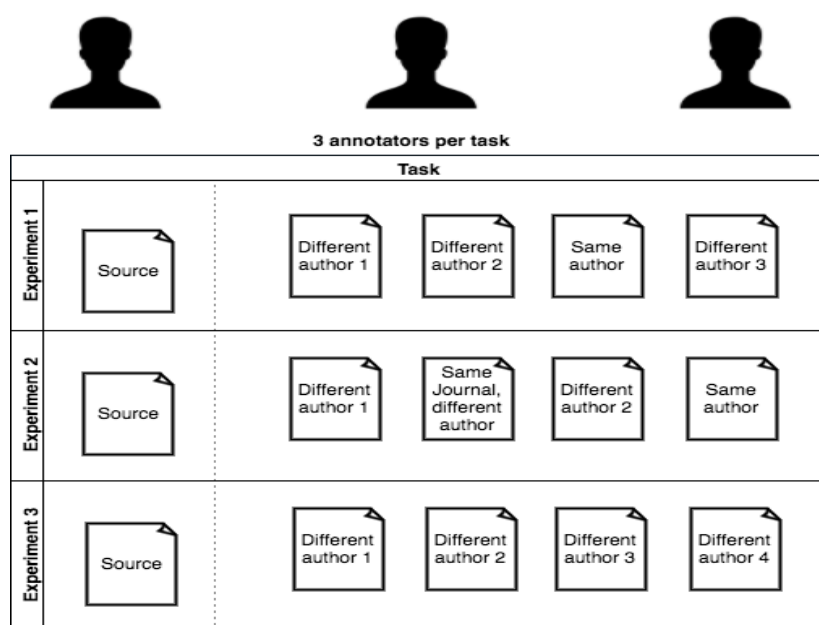 3 annotators per task
Task
Experiment 1
Source
Different
author 1
Different
author 2
Same
author
Different
author 3
Experiment 2
Source
Different
author 1
Same
Journal,
different
author
Different
author 2
Same
author
Experiment 3
Source
Different
author 1
Different
author 2
Different
author 3
Different
author 4